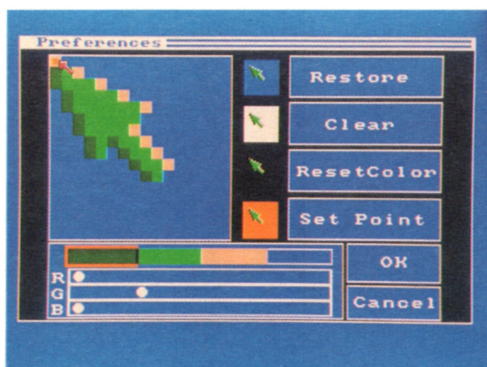 Preferences
Restore
Clear
ResetColor
Set Point
OK
Cancel
R
G
B